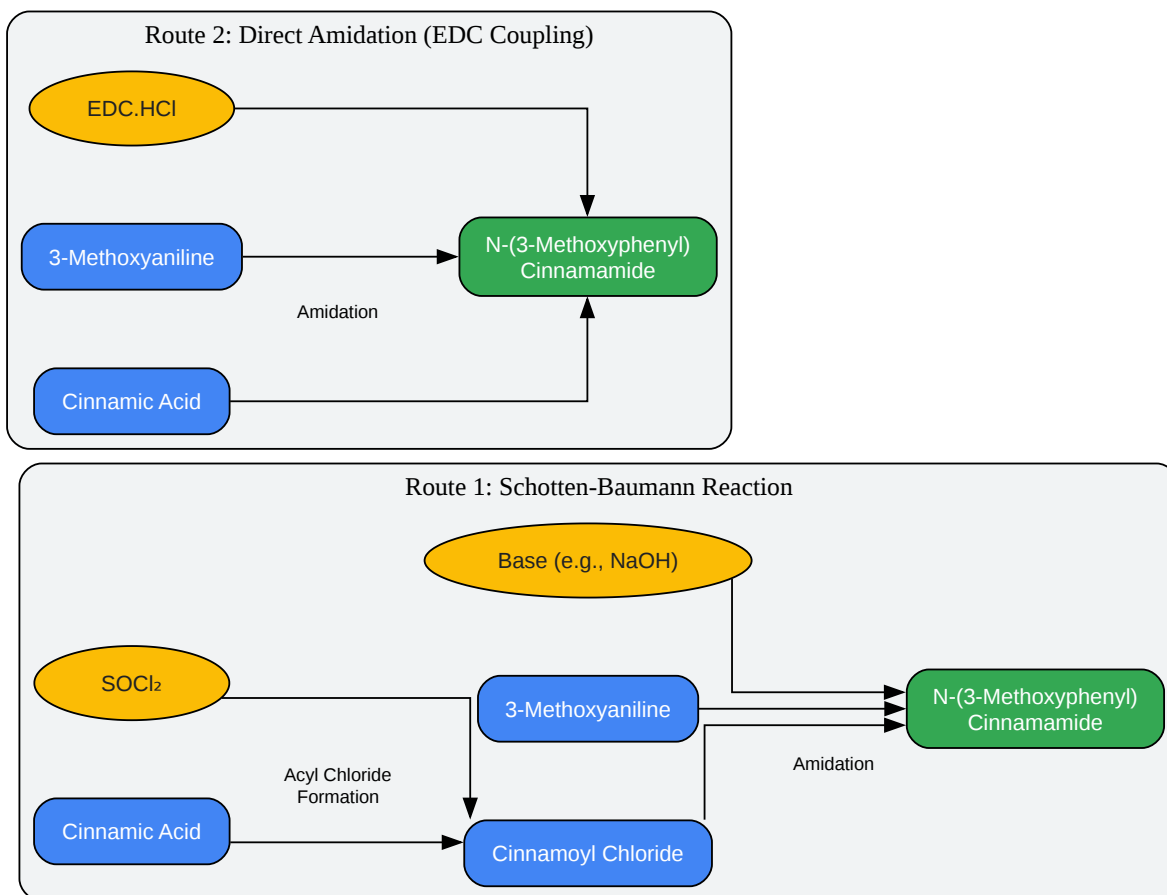 Route 2: Direct Amidation (EDC Coupling)
EDC.HCl
3-Methoxyaniline
N-(3-Methoxyphenyl)
Cinnamamide
Amidation
Cinnamic Acid
Route 1: Schotten-Baumann Reaction
Base (e.g., NaOH)
SOCl₂
3-Methoxyaniline
N-(3-Methoxyphenyl)
Cinnamamide
Acyl Chloride
Formation
Amidation
Cinnamic Acid
Cinnamoyl Chloride